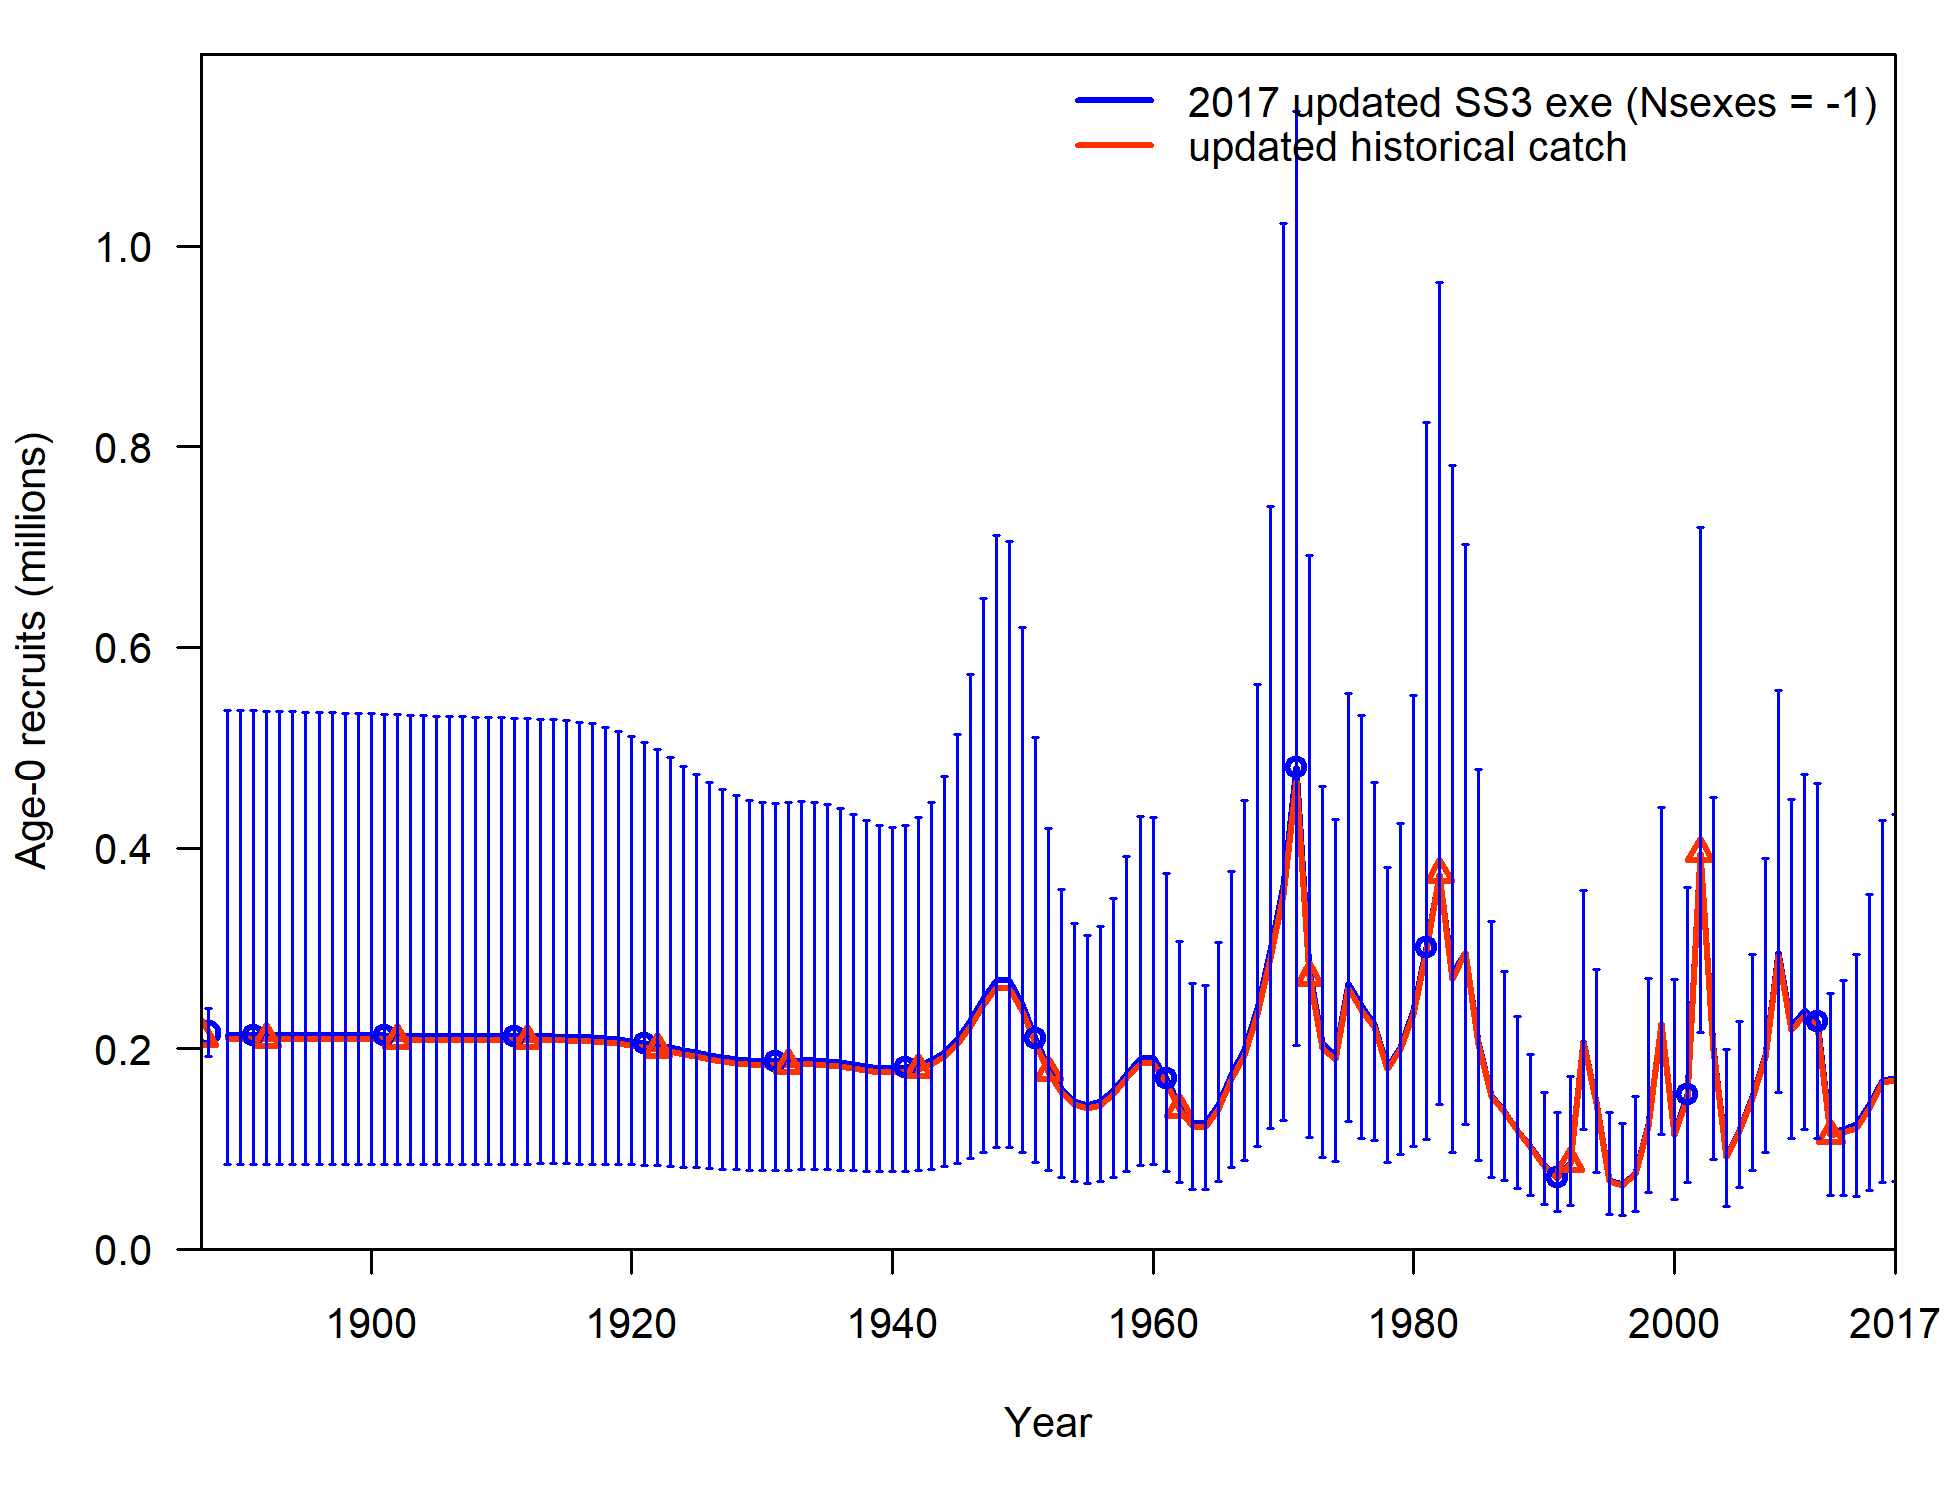 2017 updated SS3 exe (Nsexes = -1)
updated historical catch
1.0
0.8
0.6
0.4
0.2
0.0
Age-0 recruits (millions)
1900 1920 1940 1960 1980 2000 2017
Year